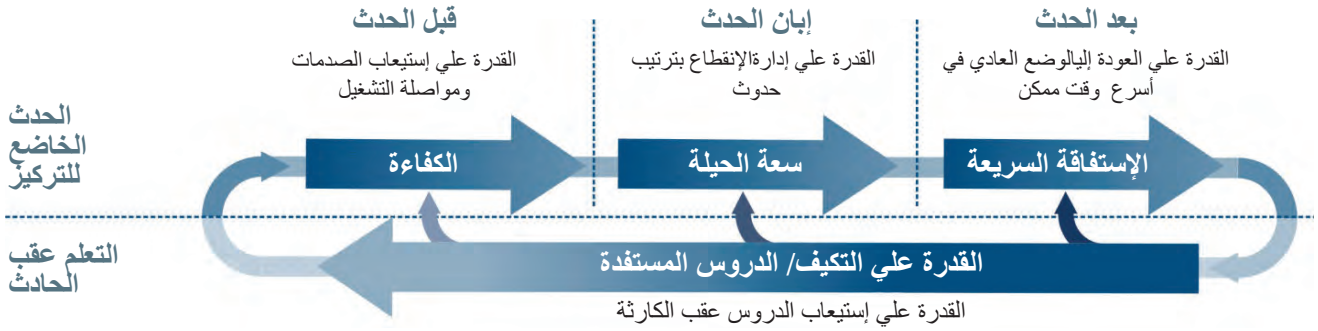 قبل الحدث
إبان الحدث
بعد الحدث
القدرة علي إستيعاب الصدمات
ومواصلة التشغيل
القدرة علي إدارةالإنقطاع بترتيب
حدوث
القدرة علي العودة إليالوضع العادي في
أسرع وقت ممكن
الحدث
الخاضع
للتركيز
الكفاءة
سعة الحيلة
الإستفاقة السريعة
التعلم عقب
الحادث
القدرة علي التكيف/ الدروس المستفدة
القدرة علي إستيعاب الدروس عقب الكارثة